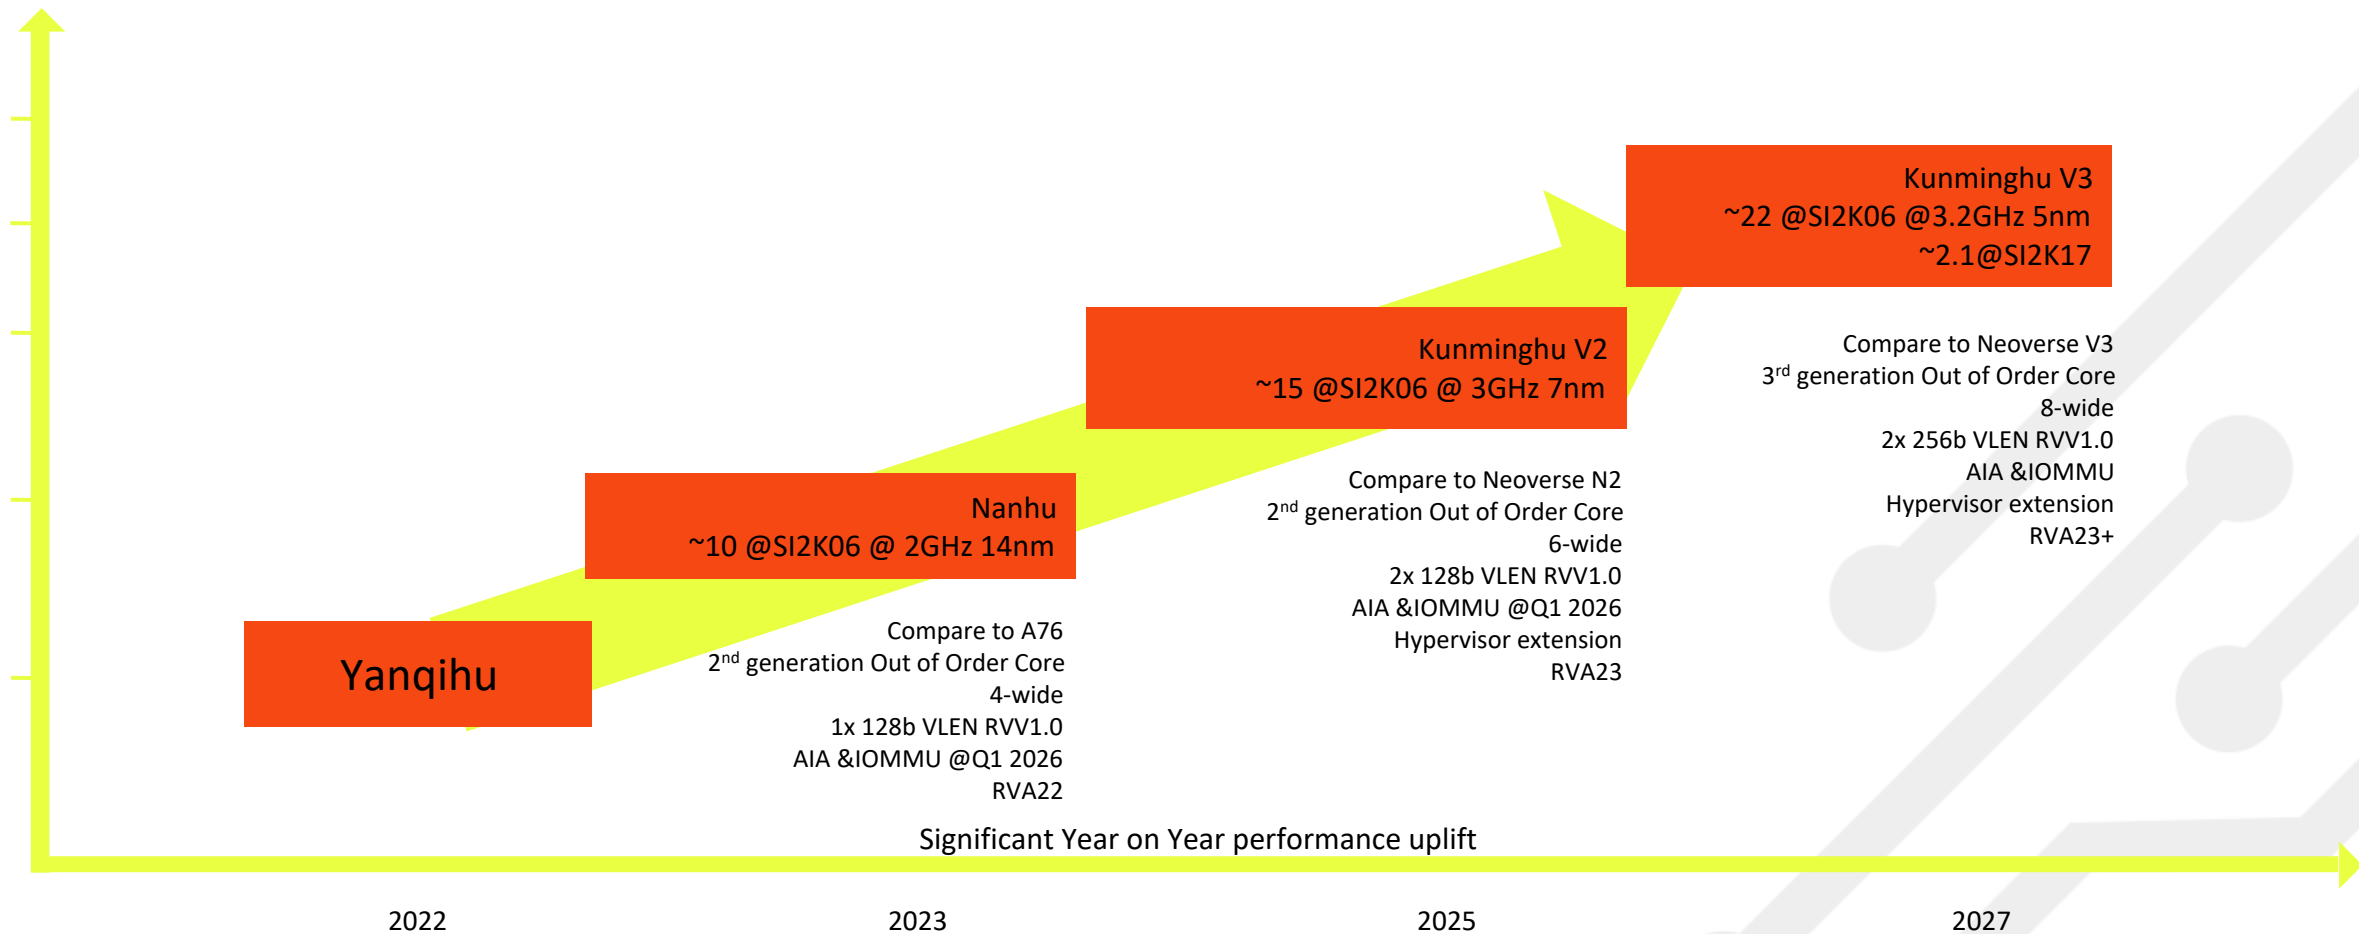 Kunminghu V3
~22 @SI2K06 @3.2GHz 5nm
~2.1@SI2K17
Compare to Neoverse V3
3rd generation Out of Order Core
8-wide
2x 256b VLEN RVV1.0
AIA &IOMMU
Hypervisor extension
RVA23+
Kunminghu V2
~15 @SI2K06 @ 3GHz 7nm
Compare to Neoverse N2
2nd generation Out of Order Core
6-wide
2x 128b VLEN RVV1.0
AIA &IOMMU @Q1 2026
Hypervisor extension
RVA23
Nanhu
~10 @SI2K06 @ 2GHz 14nm
Compare to A76
2nd generation Out of Order Core
4-wide
1x 128b VLEN RVV1.0
AIA &IOMMU @Q1 2026
RVA22
Yanqihu
Significant Year on Year performance uplift
2022
2023
2025
2027